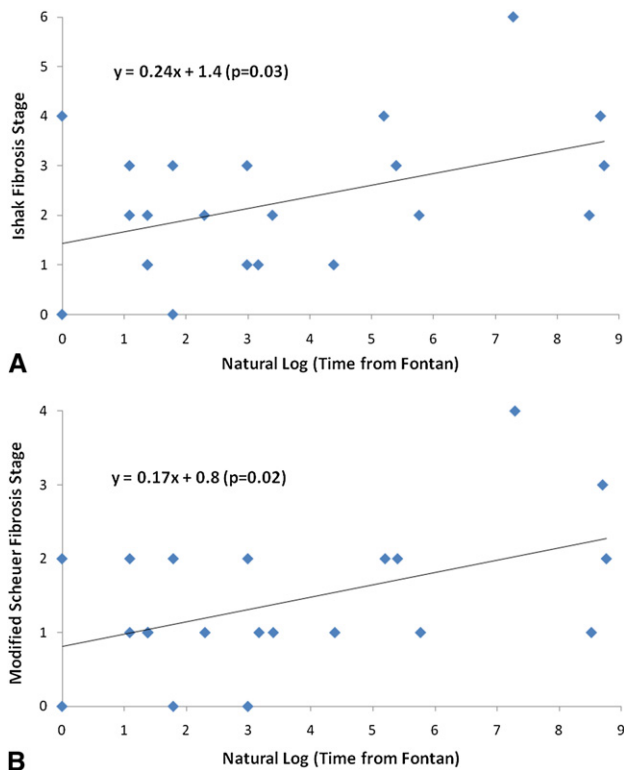 6
y = 0.24x + 1.4 (p=0.03)
5
4
3
2
1
0
Ishak Fibrosis Stage
0 1 2 3 4 5 6 7 8 9
A
Natural Log (Time from Fontan)
4
y = 0.17x + 0.8 (p=0.02)
3
2
1
0
Modified Scheuer Fibrosis Stage
0 1 2 3 4 5 6 7 8 9
B
Natural Log (Time from Fontan)